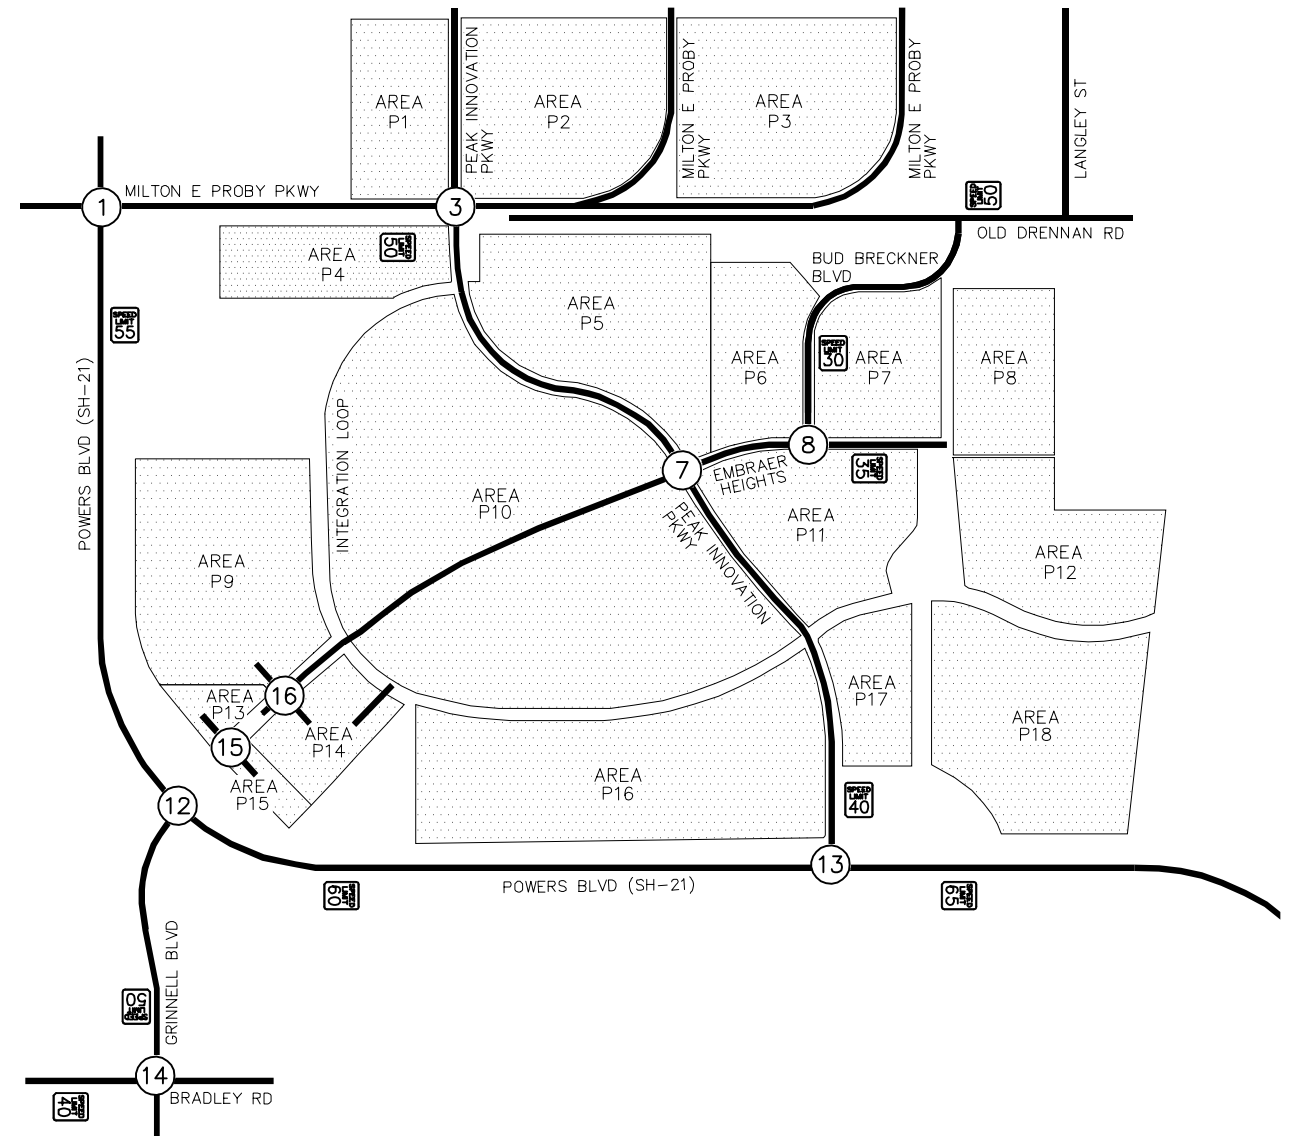 AREA
P1
PEAK INNOVATION
PKWY
AREA
P2
MILTON E PROBY
PKWY
AREA
P3
MILTON E PROBY
PKWY
LANGLEY ST
MILTON E PROBY PKWY
1
3
SPEED
LIMIT
50
OLD DRENNAN RD
AREA
P4
SPEED
LIMIT
50
BUD BRECKNER
BLVD
AREA
P5
SPEED
LIMIT
55
SPEED
LIMIT
30
AREA
P6
AREA
P7
AREA
P8
POWERS BLVD (SH-21)
INTEGRATION LOOP
8
7
EMBRAER
HEIGHTS
SPEED
LIMIT
35
AREA
P10
PEAK INNOVATION
PKWY
AREA
P11
AREA
P9
AREA
P12
AREA
P13
16
AREA
P17
AREA
P14
15
AREA
P18
AREA
P15
AREA
P16
12
SPEED
LIMIT
40
13
SPEED
LIMIT
60
POWERS BLVD (SH-21)
SPEED
LIMIT
65
GRINNELL BLVD
SPEED
LIMIT
50
14
BRADLEY RD
SPEED
LIMIT
40